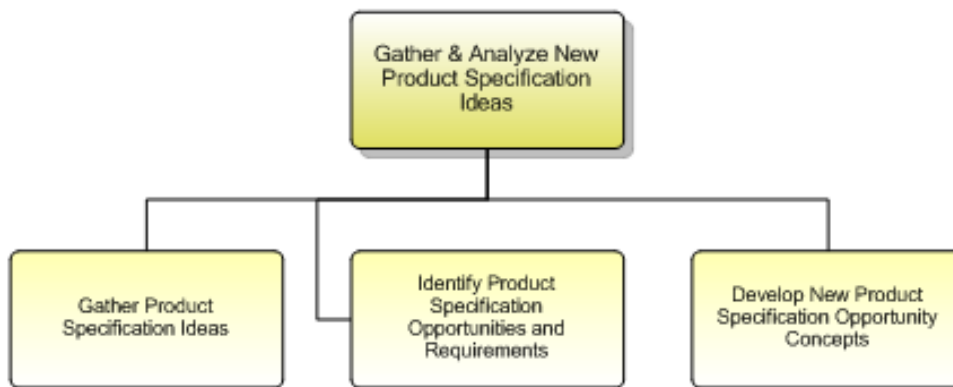 Gather & Analyze New
Product Specification
Ideas
Gather Product
Specification Ideas
Identify Product
Specification
Opportunities and
Requirements
Develop New Product
Specification Opportunity
Concepts